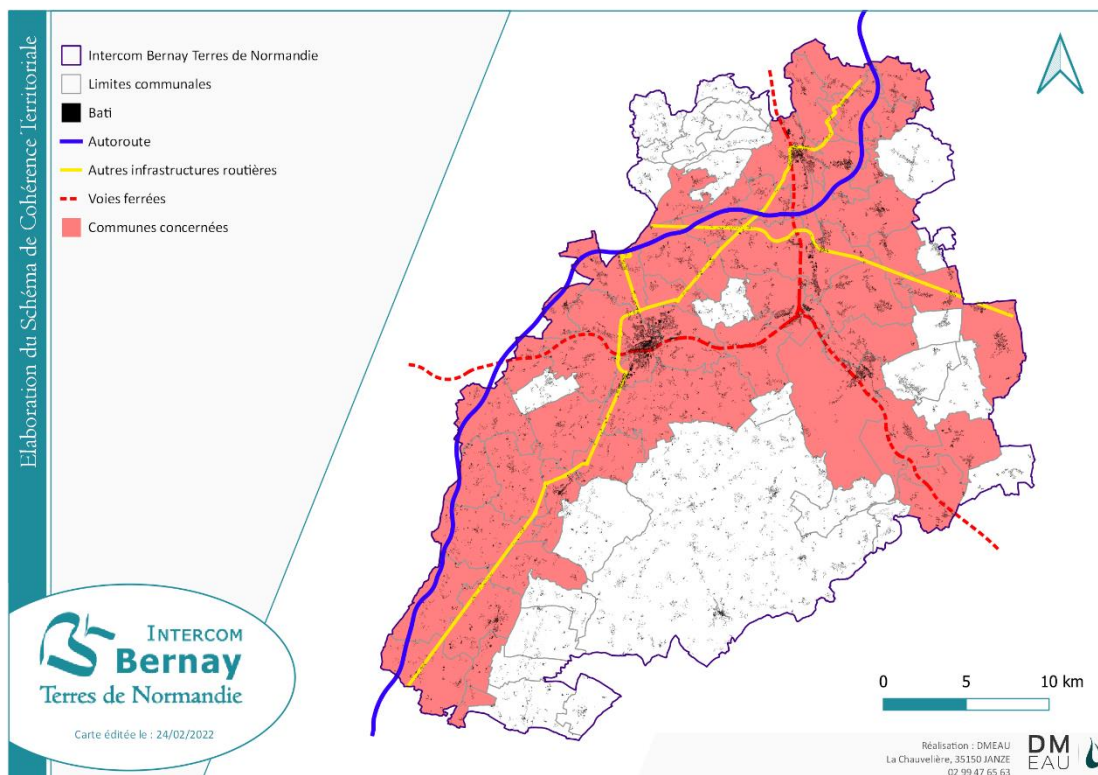 Elaboration du Schéma de Cohérence Territoriale
Intercom Bernay Terres de Normandie
Limites communales
Bati
Autoroute
Autres infrastructures routières
Voies ferrées
Communes concernées
INTERCOM
Bernay
Terres de Normandie
Carte éditée le : 24/02/2022
0 5 10 km
Réalisation : DMEAU
La Chauvelière, 35150 JANZE
02 99 47 65 63
DM
EAU